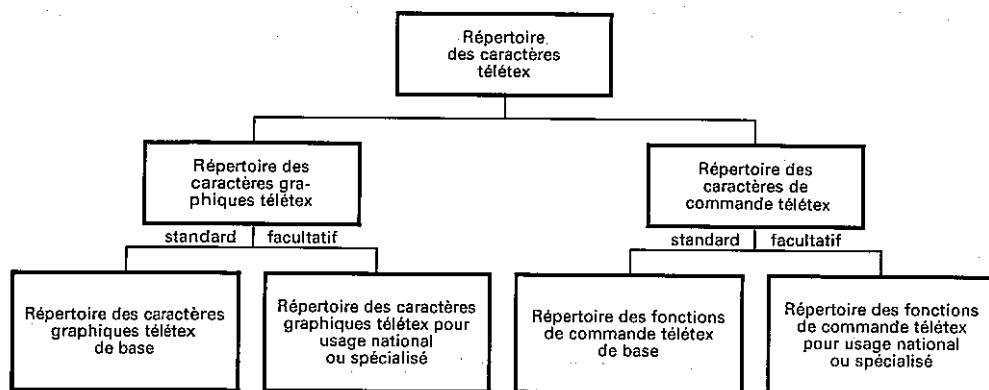 Répertoire
des caractères
télétex
Répertoire des
caractères gra-
phiques télétex
Répertoire des
caractères de
commande télétex
standard facultatif
standard facultatif
Répertoire des caractères
graphiques télétex
de base
Répertoire des caractères
graphiques télétex pour
usage national
ou spécialisé
Répertoire des fonctions
de commande télétex
de base
Répertoire des fonctions
de commande télétex
pour usage national
ou spécialisé